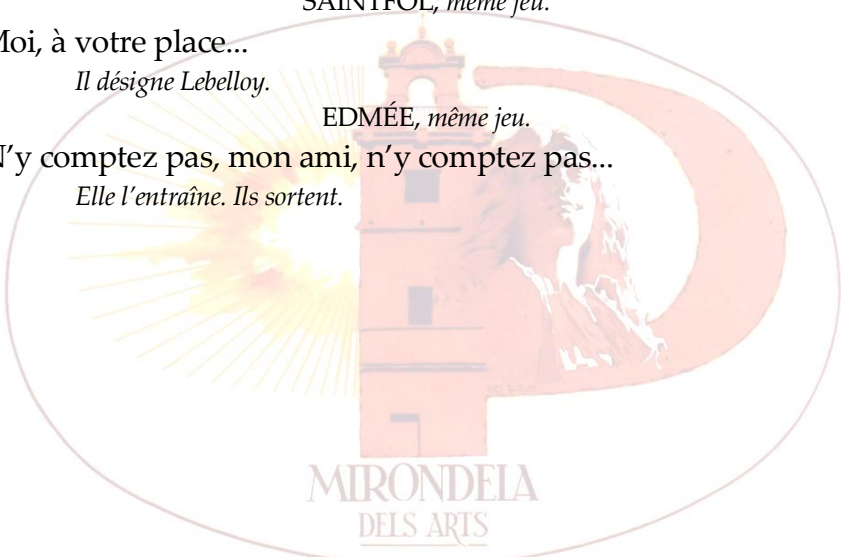 SAINTFOL, même jeu.
Moi, à votre place...
Il désigne Lebelloy.
EDMÉE, même jeu.
N'y comptez pas, mon ami, n'y comptez pas...
Elle l'entraîne. Ils sortent.
MIRONDELA
DELS ARTS